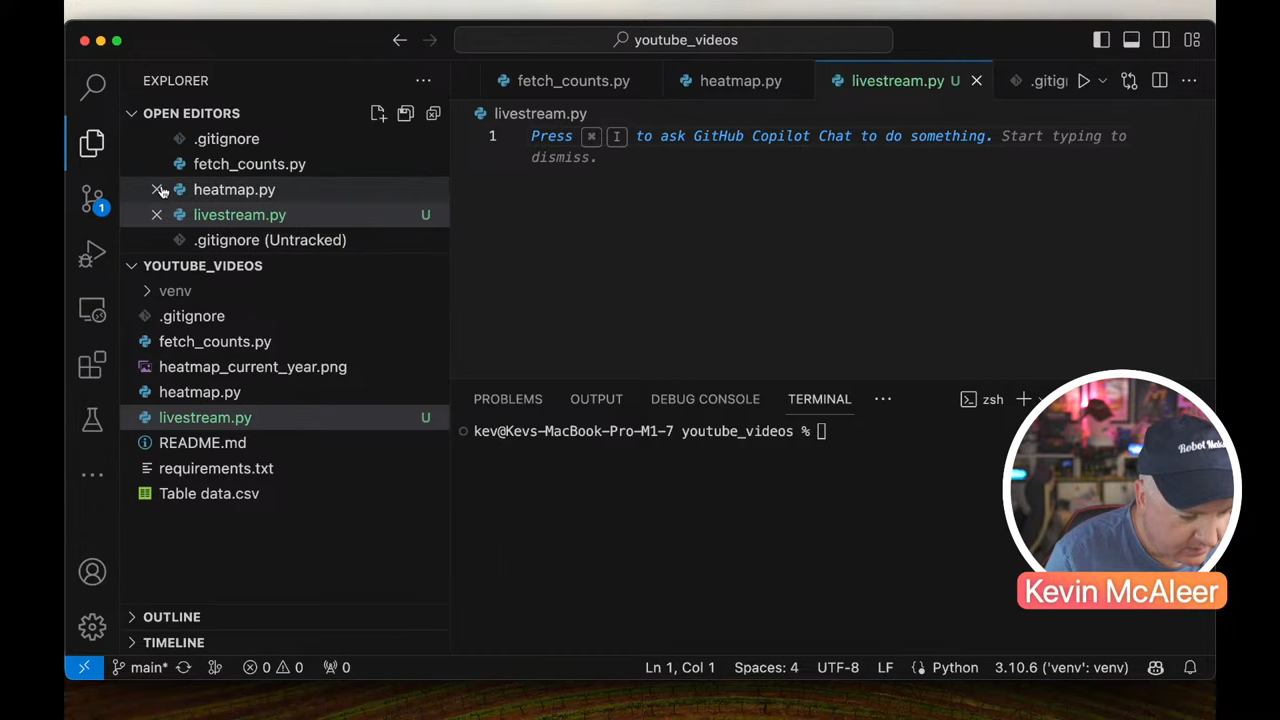 youtube_videos
EXPLORER
OPEN EDITORS
.gitignore
fetch_counts.py
heatmap.py
livestream.py U
.gitignore (Untracked)
YOUTUBE_VIDEOS
venv
.gitignore
fetch_counts.py
heatmap_current_year.png
heatmap.py
livestream.py U
README.md
requirements.txt
Table data.csv
OUTLINE
TIMELINE
1
fetch_counts.py heatmap.py livestream.py U .gitig
livestream.py
1 Press ⌘ I to ask GitHub Copilot Chat to do something. Start typing to
dismiss.
PROBLEMS OUTPUT DEBUG CONSOLE TERMINAL zsh
kev@Kevs-MacBook-Pro-M1-7 youtube_videos %
Robot
Kevin McAleer
main* 0 0 0 Ln 1, Col 1 Spaces: 4 UTF-8 LF Python 3.10.6 ('venv': venv)